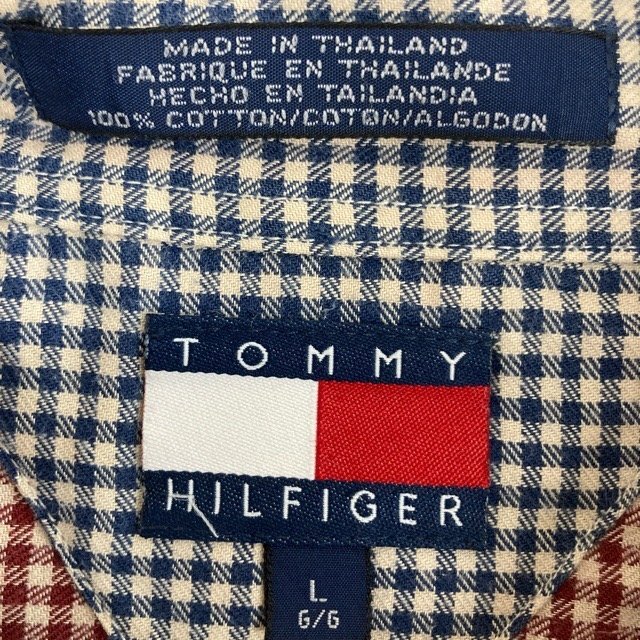 MADE IN THAILAND
FABRIQUE EN THAILANDE
HECHO EN TAILANDIA
100% COTTON/COTON/ALGODON
TOMMY
HILFIGER
L
G/G